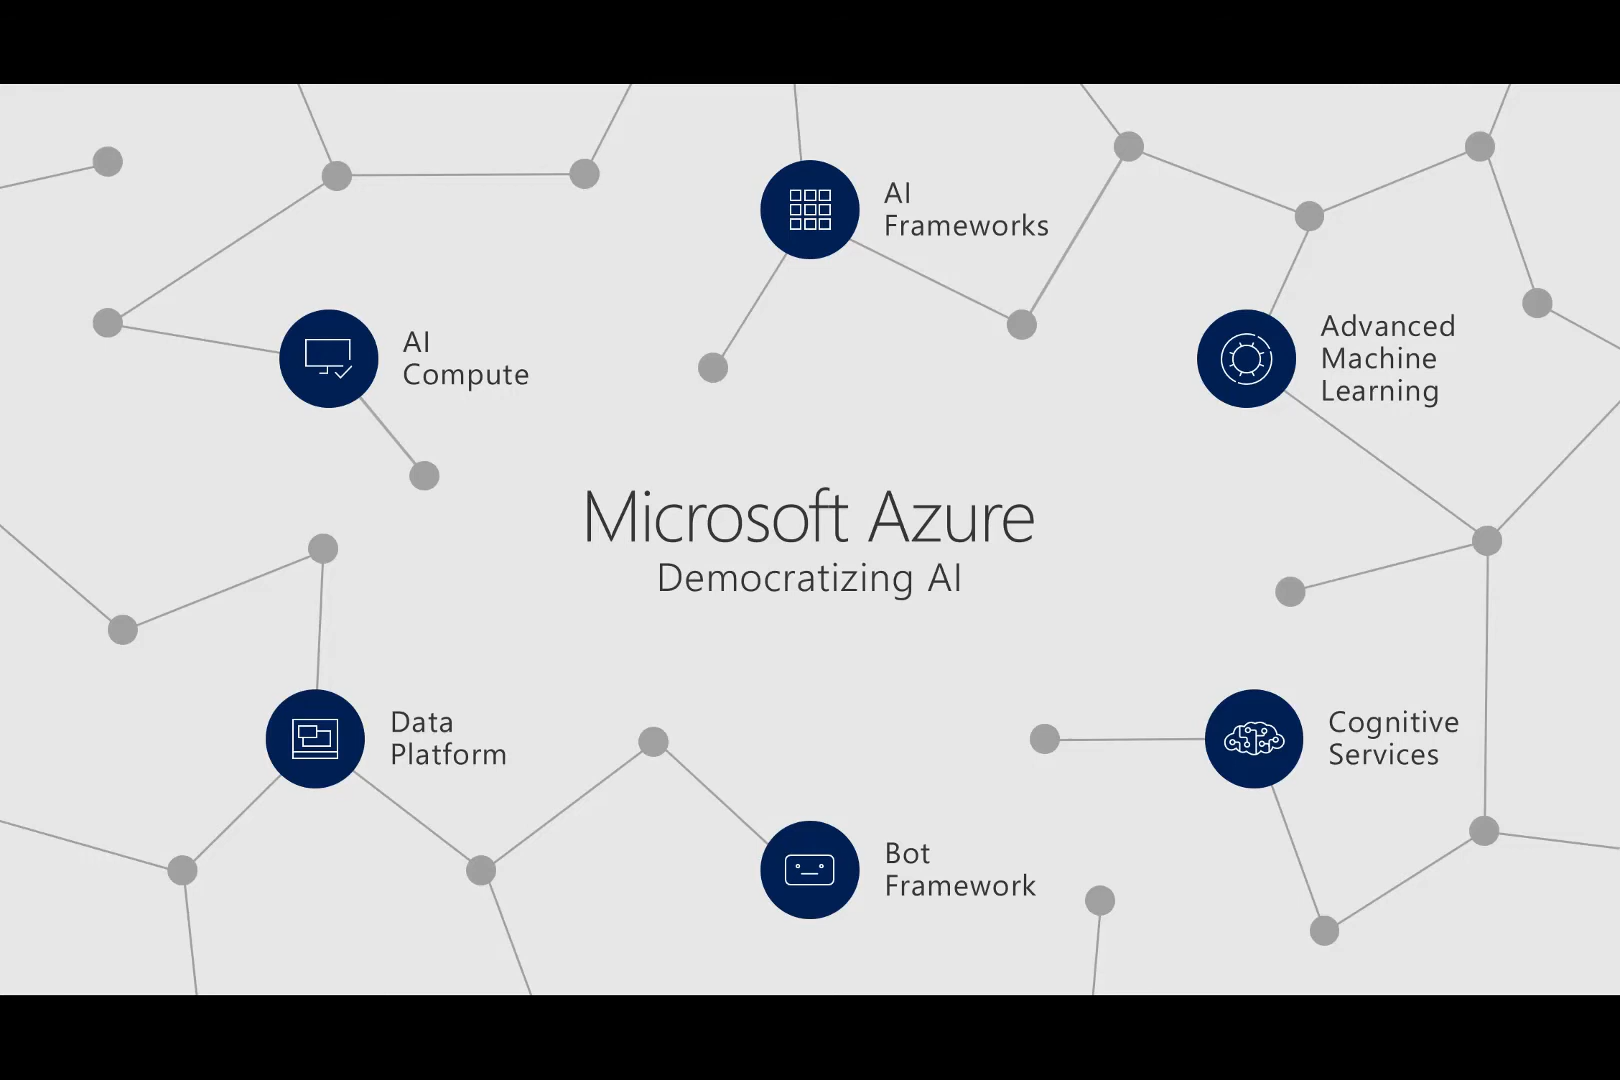 AI
Frameworks
AI
Compute
Advanced
Machine
Learning
Microsoft Azure
Democratizing AI
Data
Platform
Cognitive
Services
Bot
Framework